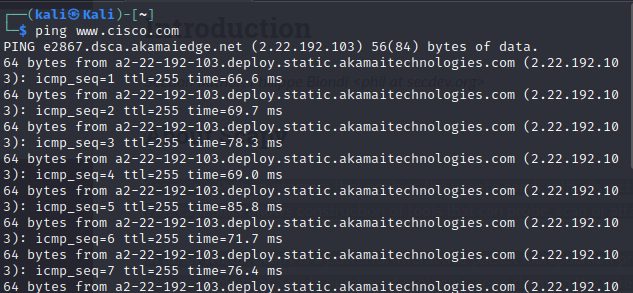 ┌──(kali㉿Kali)-[~]
└─$ ping www.cisco.com
PING e2867.dsca.akamaiedge.net (2.22.192.103) 56(84) bytes of data.
64 bytes from a2-22-192-103.deploy.static.akamaitechnologies.com (2.22.192.10
3): icmp_seq=1 ttl=255 time=66.6 ms
64 bytes from a2-22-192-103.deploy.static.akamaitechnologies.com (2.22.192.10
3): icmp_seq=2 ttl=255 time=69.7 ms
64 bytes from a2-22-192-103.deploy.static.akamaitechnologies.com (2.22.192.10
3): icmp_seq=3 ttl=255 time=78.3 ms
64 bytes from a2-22-192-103.deploy.static.akamaitechnologies.com (2.22.192.10
3): icmp_seq=4 ttl=255 time=69.0 ms
64 bytes from a2-22-192-103.deploy.static.akamaitechnologies.com (2.22.192.10
3): icmp_seq=5 ttl=255 time=85.8 ms
64 bytes from a2-22-192-103.deploy.static.akamaitechnologies.com (2.22.192.10
3): icmp_seq=6 ttl=255 time=71.7 ms
64 bytes from a2-22-192-103.deploy.static.akamaitechnologies.com (2.22.192.10
3): icmp_seq=7 ttl=255 time=76.4 ms
64 bytes from a2-22-192-103.deploy.static.akamaitechnologies.com (2.22.192.10